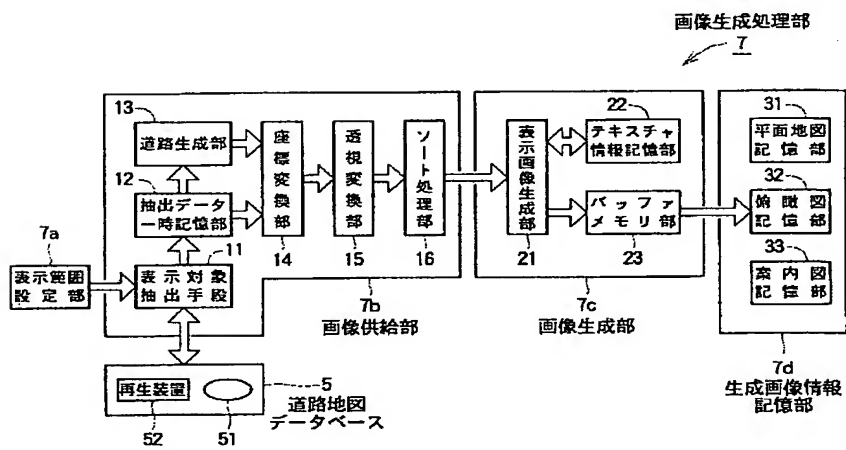 画像生成処理部
7
13
道路生成部
12
抽出データ
一時記憶部
7a
表示範囲
設定部
11
表示対象
抽出手段
座標変換部
14
透視変換部
15
ソート処理部
16
7b
画像供給部
表示画像生成部
21
22
テキスチャ
情報記憶部
バッファ
メモリ部
23
7c
画像生成部
31
平面地図
記憶部
32
俯瞰図
記憶部
33
案内図
記憶部
7d
生成画像情報
記憶部
再生装置
52
51
5
道路地図
データベース